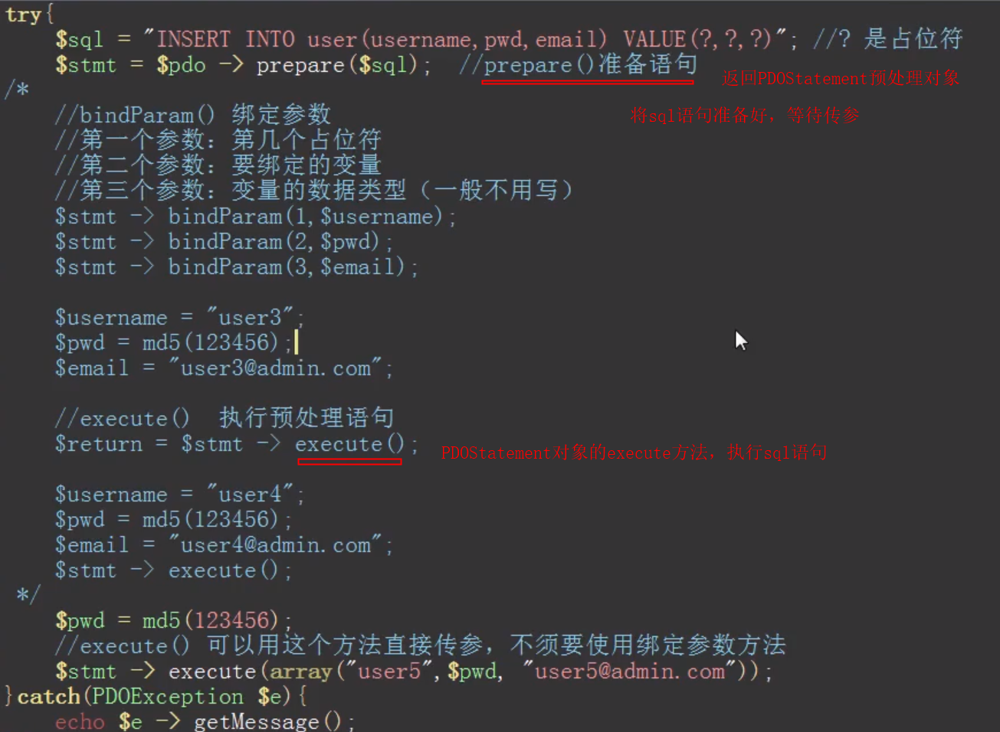 try{
$sql = "INSERT INTO user(username,pwd,email) VALUE(?,?,?)"; //? 是占位符
$stmt = $pdo -> prepare($sql); //prepare()准备语句
返回PDOStatement预处理对象
/*
将sql语句准备好，等待传参
//bindParam() 绑定参数
//第一个参数：第几个占位符
//第二个参数：要绑定的变量
//第三个参数：变量的数据类型（一般不用写）
$stmt -> bindParam(1,$username);
$stmt -> bindParam(2,$pwd);
$stmt -> bindParam(3,$email);
$username = "user3";
$pwd = md5(123456);
$email = "user3@admin.com";
//execute() 执行预处理语句
$return = $stmt -> execute();
PDOStatement对象的execute方法，执行sql语句
$username = "user4";
$pwd = md5(123456);
$email = "user4@admin.com";
$stmt -> execute();
*/
$pwd = md5(123456);
//execute() 可以用这个方法直接传参，不须要使用绑定参数方法
$stmt -> execute(array("user5",$pwd, "user5@admin.com"));
}catch(PDOException $e){
echo $e -> getMessage();